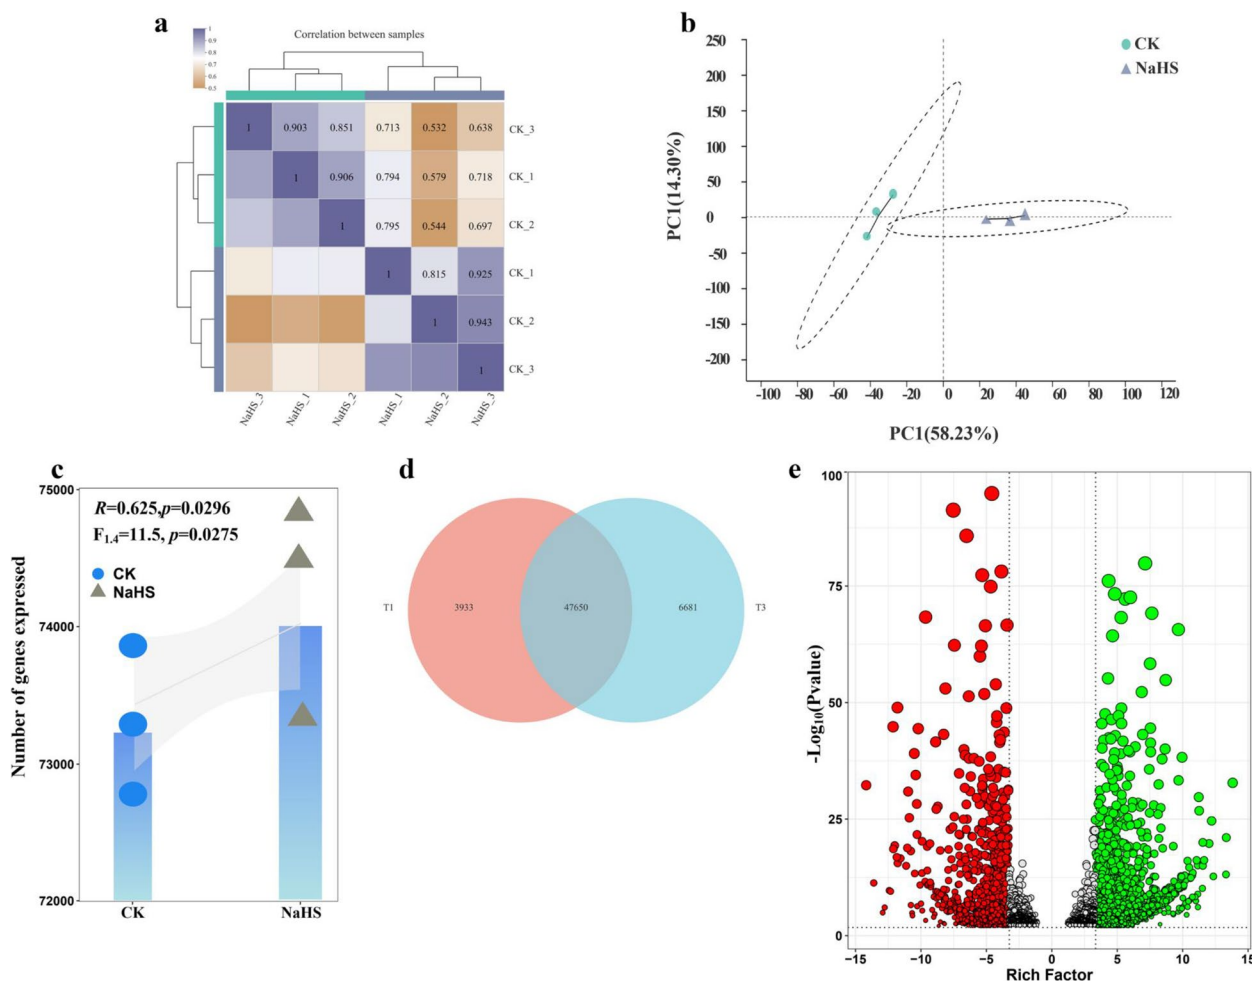 a
Correlation between samples
1
0.9
0.8
0.7
0.6
0.5
1 0.903 0.851 0.713 0.532 0.638 CK_3
1 0.906 0.794 0.579 0.718 CK_1
1 0.795 0.544 0.697 CK_2
1 0.815 0.925 CK_1
1 0.943 CK_2
1 CK_3
NaHS_3 NaHS_1 NaHS_2 NaHS_1 NaHS_2 NaHS_3
b
CK
NaHS
PC1(14.30%)
250
200
150
100
50
0
-50
-100
-150
-200
-100 -80 -60 -40 -20 0 20 40 60 80 100 120
PC1(58.23%)
c
R=0.625,p=0.0296
F1.4=11.5, p=0.0275
CK
NaHS
Number of genes expressed
75000
74000
73000
72000
CK NaHS
d
T1 3933 47650 6681 T3
e
-Log10(Pvalue)
100
75
50
25
0
−15 −10 −5 0 5 10 15
Rich Factor